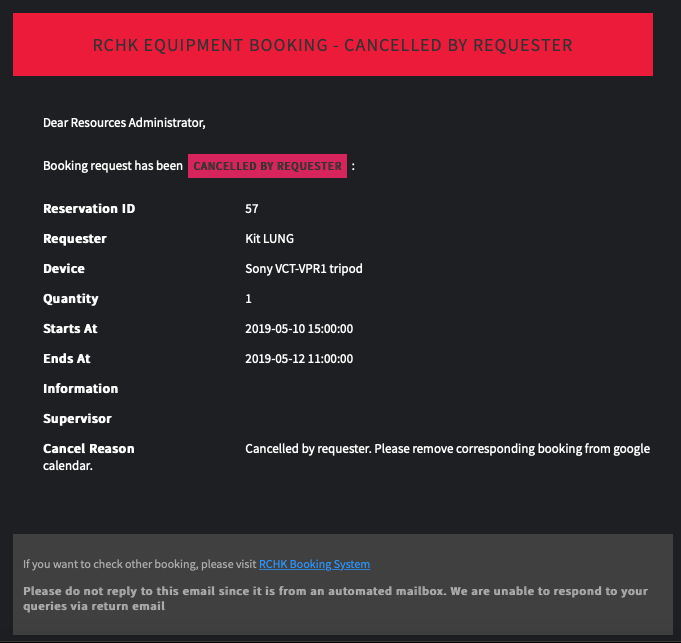 RCHK EQUIPMENT BOOKING - CANCELLED BY REQUESTER
Dear Resources Administrator,
Booking request has been CANCELLED BY REQUESTER :
Reservation ID 57
Requester Kit LUNG
Device Sony VCT-VPR1 tripod
Quantity 1
Starts At 2019-05-10 15:00:00
Ends At 2019-05-12 11:00:00
Information
Supervisor
Cancel Reason Cancelled by requester. Please remove corresponding booking from google
calendar.
If you want to check other booking, please visit RCHK Booking System
Please do not reply to this email since it is from an automated mailbox. We are unable to respond to your
queries via return email